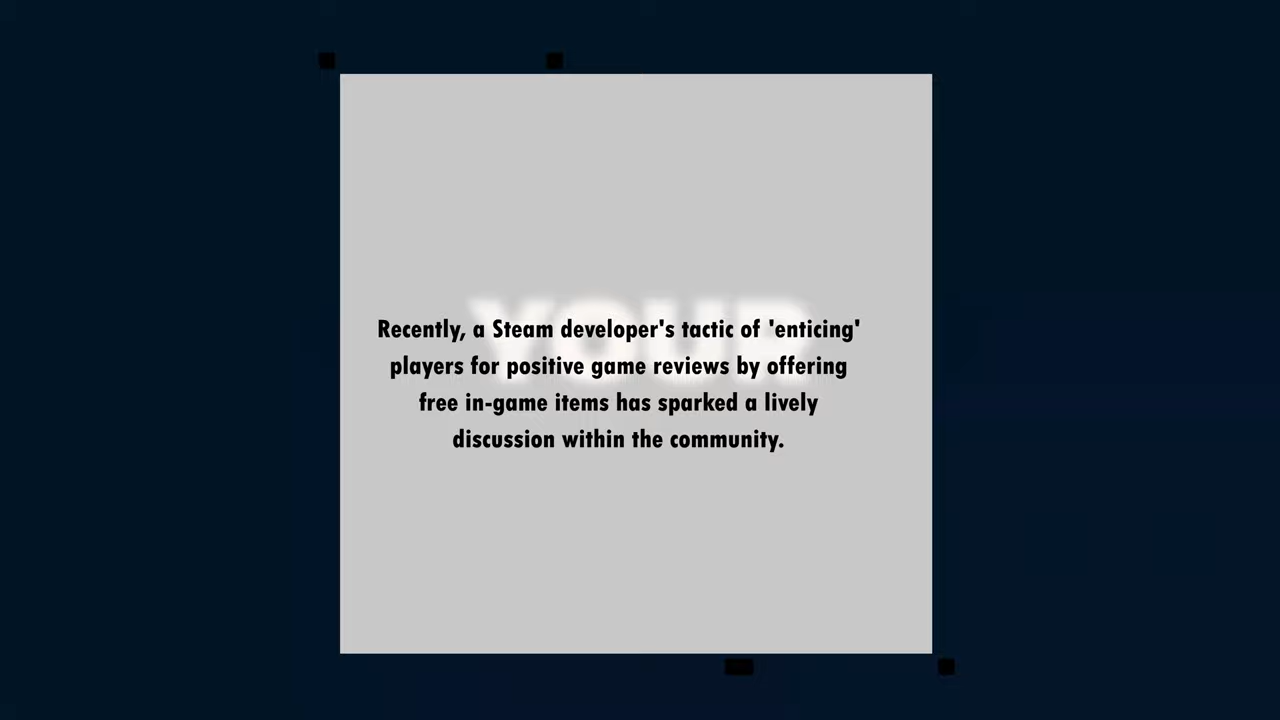 YOUR
Recently, a Steam developer's tactic of 'enticing'
players for positive game reviews by offering
free in-game items has sparked a lively
discussion within the community.